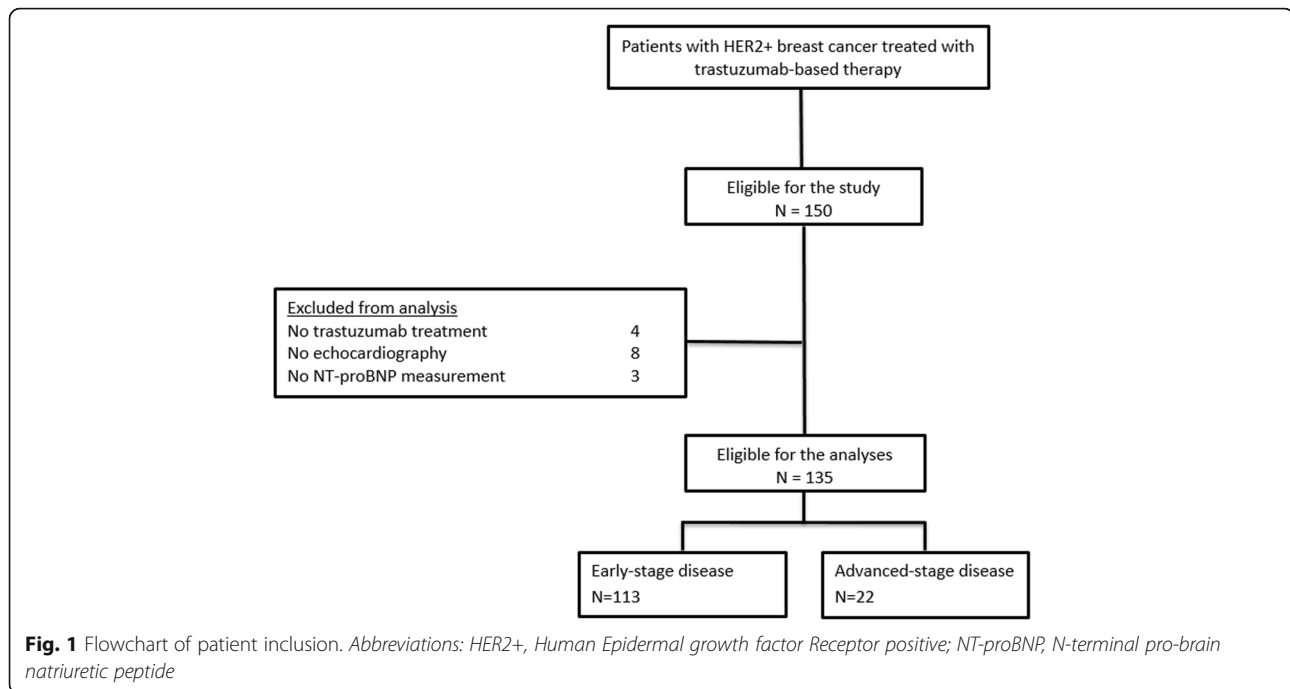 Patients with HER2+ breast cancer treated with
trastuzumab-based therapy
Eligible for the study
N = 150
Excluded from analysis
No trastuzumab treatment 4
No echocardiography 8
No NT-proBNP measurement 3
Eligible for the analyses
N = 135
Early-stage disease
N=113
Advanced-stage disease
N=22
Fig. 1 Flowchart of patient inclusion. Abbreviations: HER2+, Human Epidermal growth factor Receptor positive; NT-proBNP, N-terminal pro-brain
natriuretic peptide